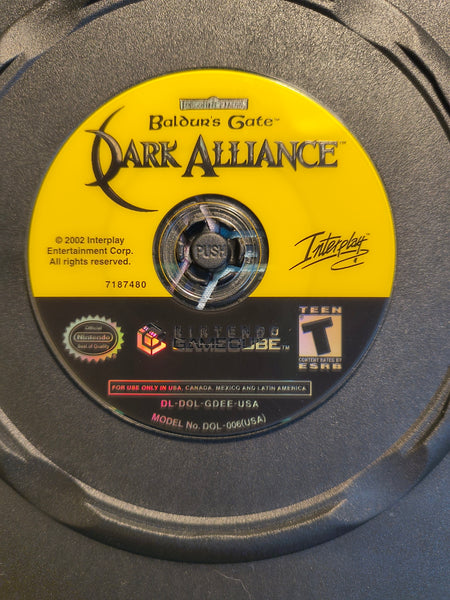 FORGOTTEN REALMS
Baldur's Gate™
DARK ALLIANCE™
© 2002 Interplay
Entertainment Corp.
All rights reserved.
7187480
PUSH
Interplay™
Official
Nintendo
Seal of Quality
NINTENDO
GAMECUBE™
TEEN
T
CONTENT RATED BY
ESRB
FOR USE ONLY IN USA, CANADA, MEXICO AND LATIN AMERICA
DL-DOL-GDEE-USA
MODEL No. DOL-006(USA)